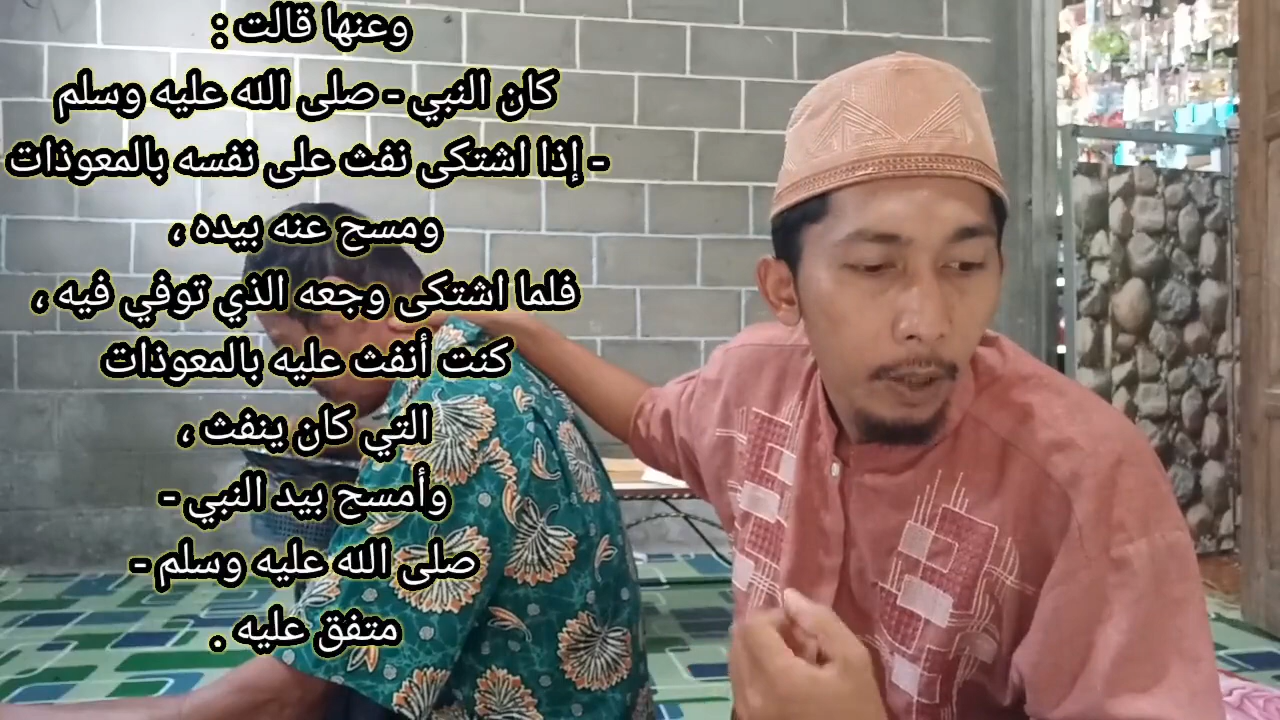 وعنها قالت :
كان النبي - صلى الله عليه وسلم
- إذا اشتكى نفث على نفسه بالمعوذات
ومسح عنه بيده ،
فلما اشتكى وجعه الذي توفي فيه ،
كنت أنفث عليه بالمعوذات
التي كان ينفث ،
وأمسح بيد النبي -
صلى الله عليه وسلم -
متفق عليه .